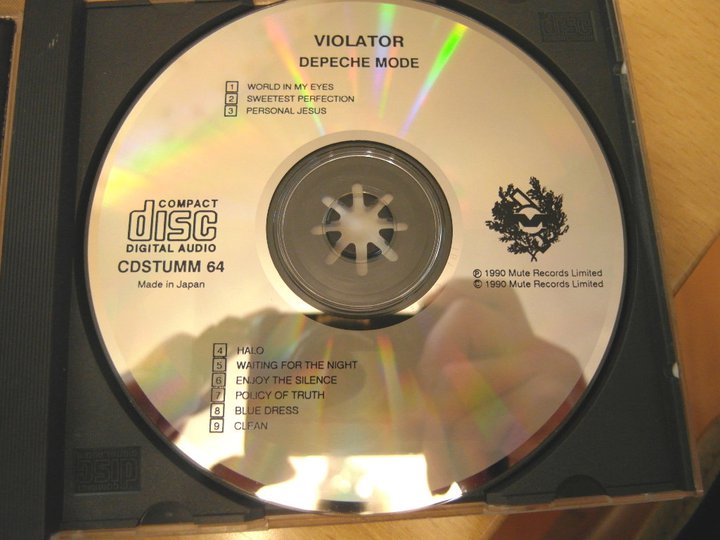 VIOLATOR
DEPECHE MODE
1 WORLD IN MY EYES
2 SWEETEST PERFECTION
3 PERSONAL JESUS
COMPACT
disc
DIGITAL AUDIO
CDSTUMM 64
Made in Japan
℗ 1990 Mute Records Limited
© 1990 Mute Records Limited
4 HALO
5 WAITING FOR THE NIGHT
6 ENJOY THE SILENCE
7 POLICY OF TRUTH
8 BLUE DRESS
9 CLEAN
disc
disc